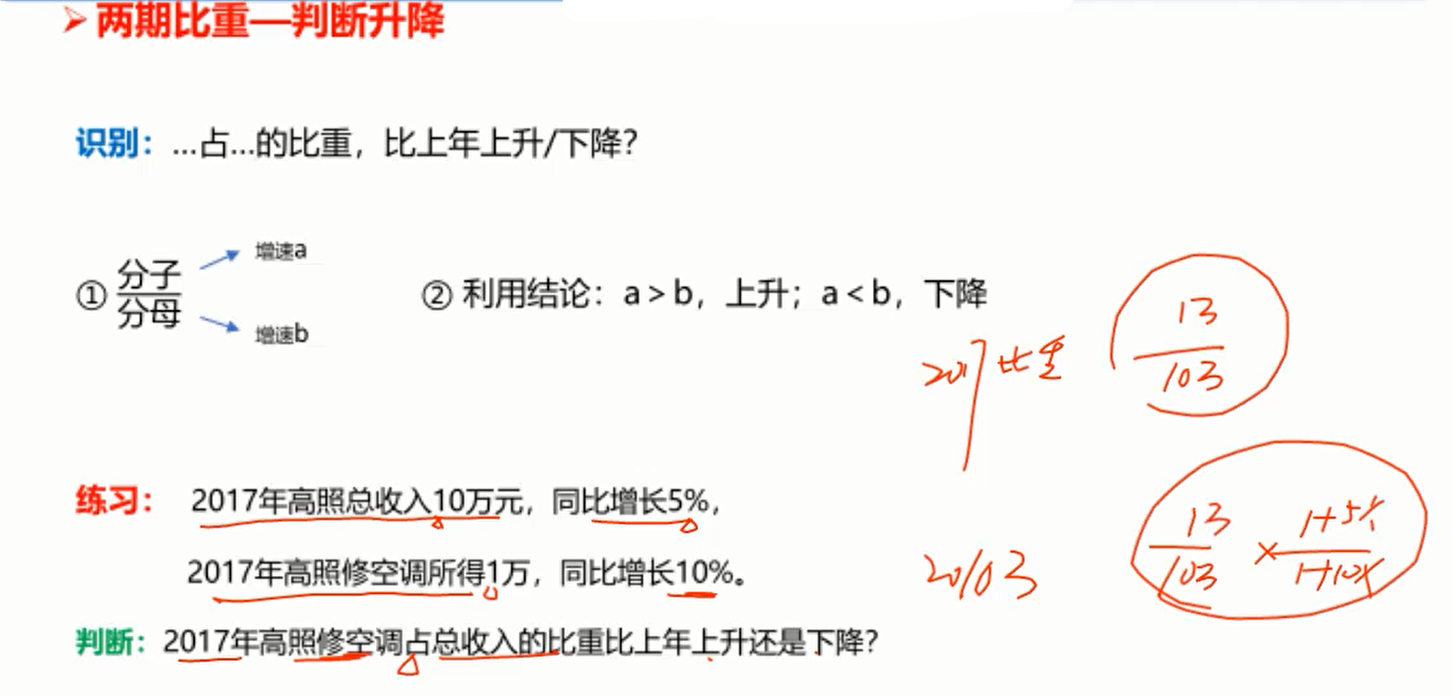 ➢ 两期比重—判断升降
识别：…占…的比重，比上年上升/下降？
① 分子
分母
增速a
增速b
② 利用结论：a＞b，上升；a＜b，下降
2017比重
13
103
练习： 2017年高照总收入10万元，同比增长5%，
2017年高照修空调所得1万，同比增长10%。
判断：2017年高照修空调占总收入的比重比上年上升还是下降？
13
103
×
1+5%
1+10%